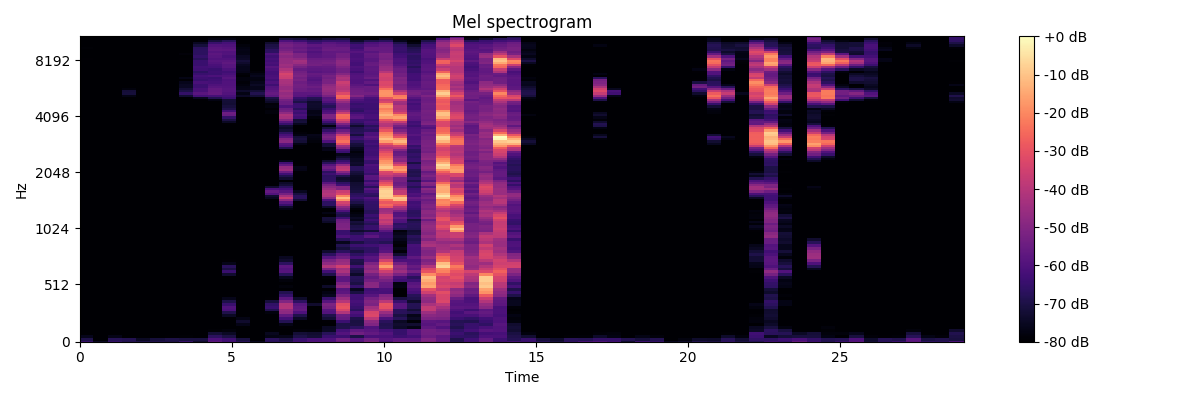 Mel spectrogram
Hz
8192
4096
2048
1024
512
0
0 5 10 15 20 25
Time
+0 dB
-10 dB
-20 dB
-30 dB
-40 dB
-50 dB
-60 dB
-70 dB
-80 dB